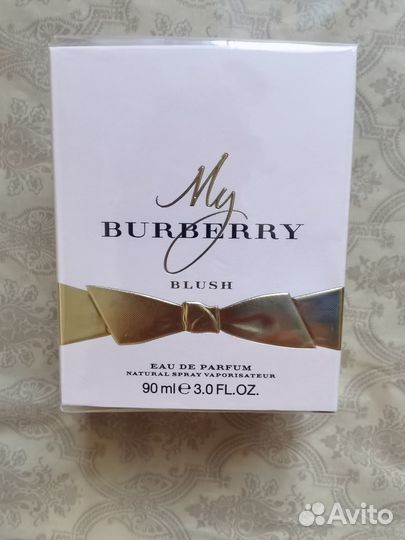 My
BURBERRY
BLUSH
EAU DE PARFUM
NATURAL SPRAY VAPORISATEUR
90 ml ℮ 3.0 FL.OZ.
Avito